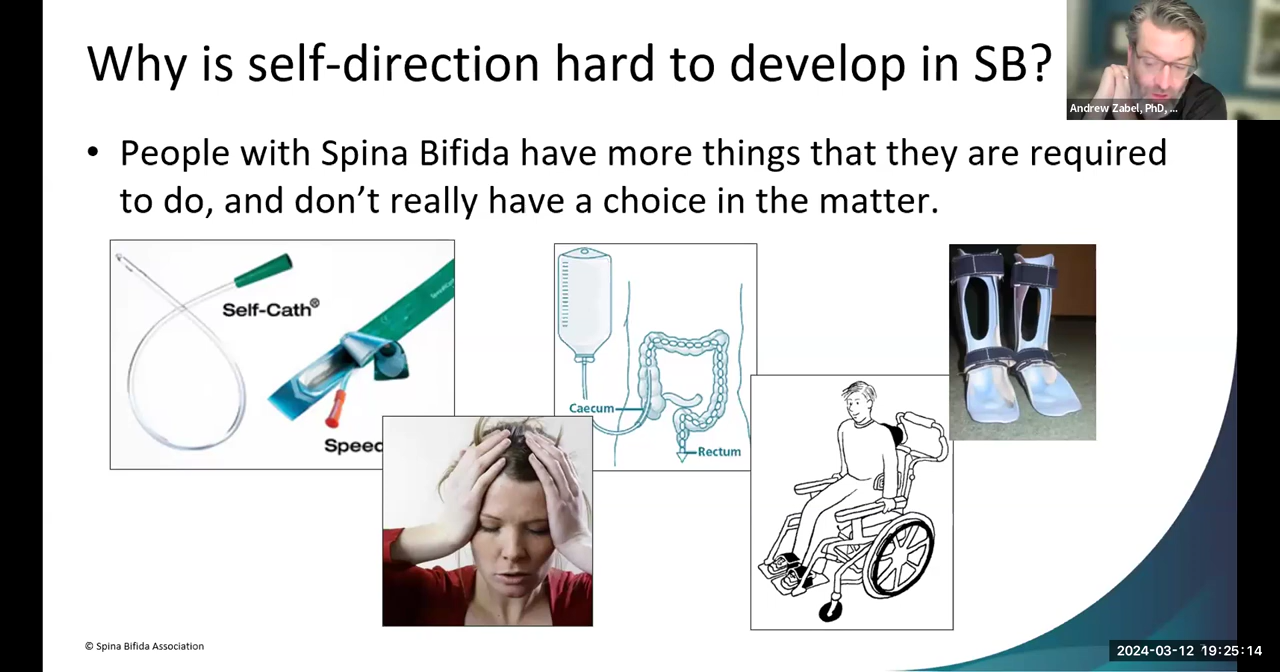 Why is self-direction hard to develop in SB?
Andrew Zabel, PhD, ...
• People with Spina Bifida have more things that they are required
to do, and don’t really have a choice in the matter.
Self-Cath®
Speed
Caecum
Rectum
© Spina Bifida Association
2024-03-12 19:25:14